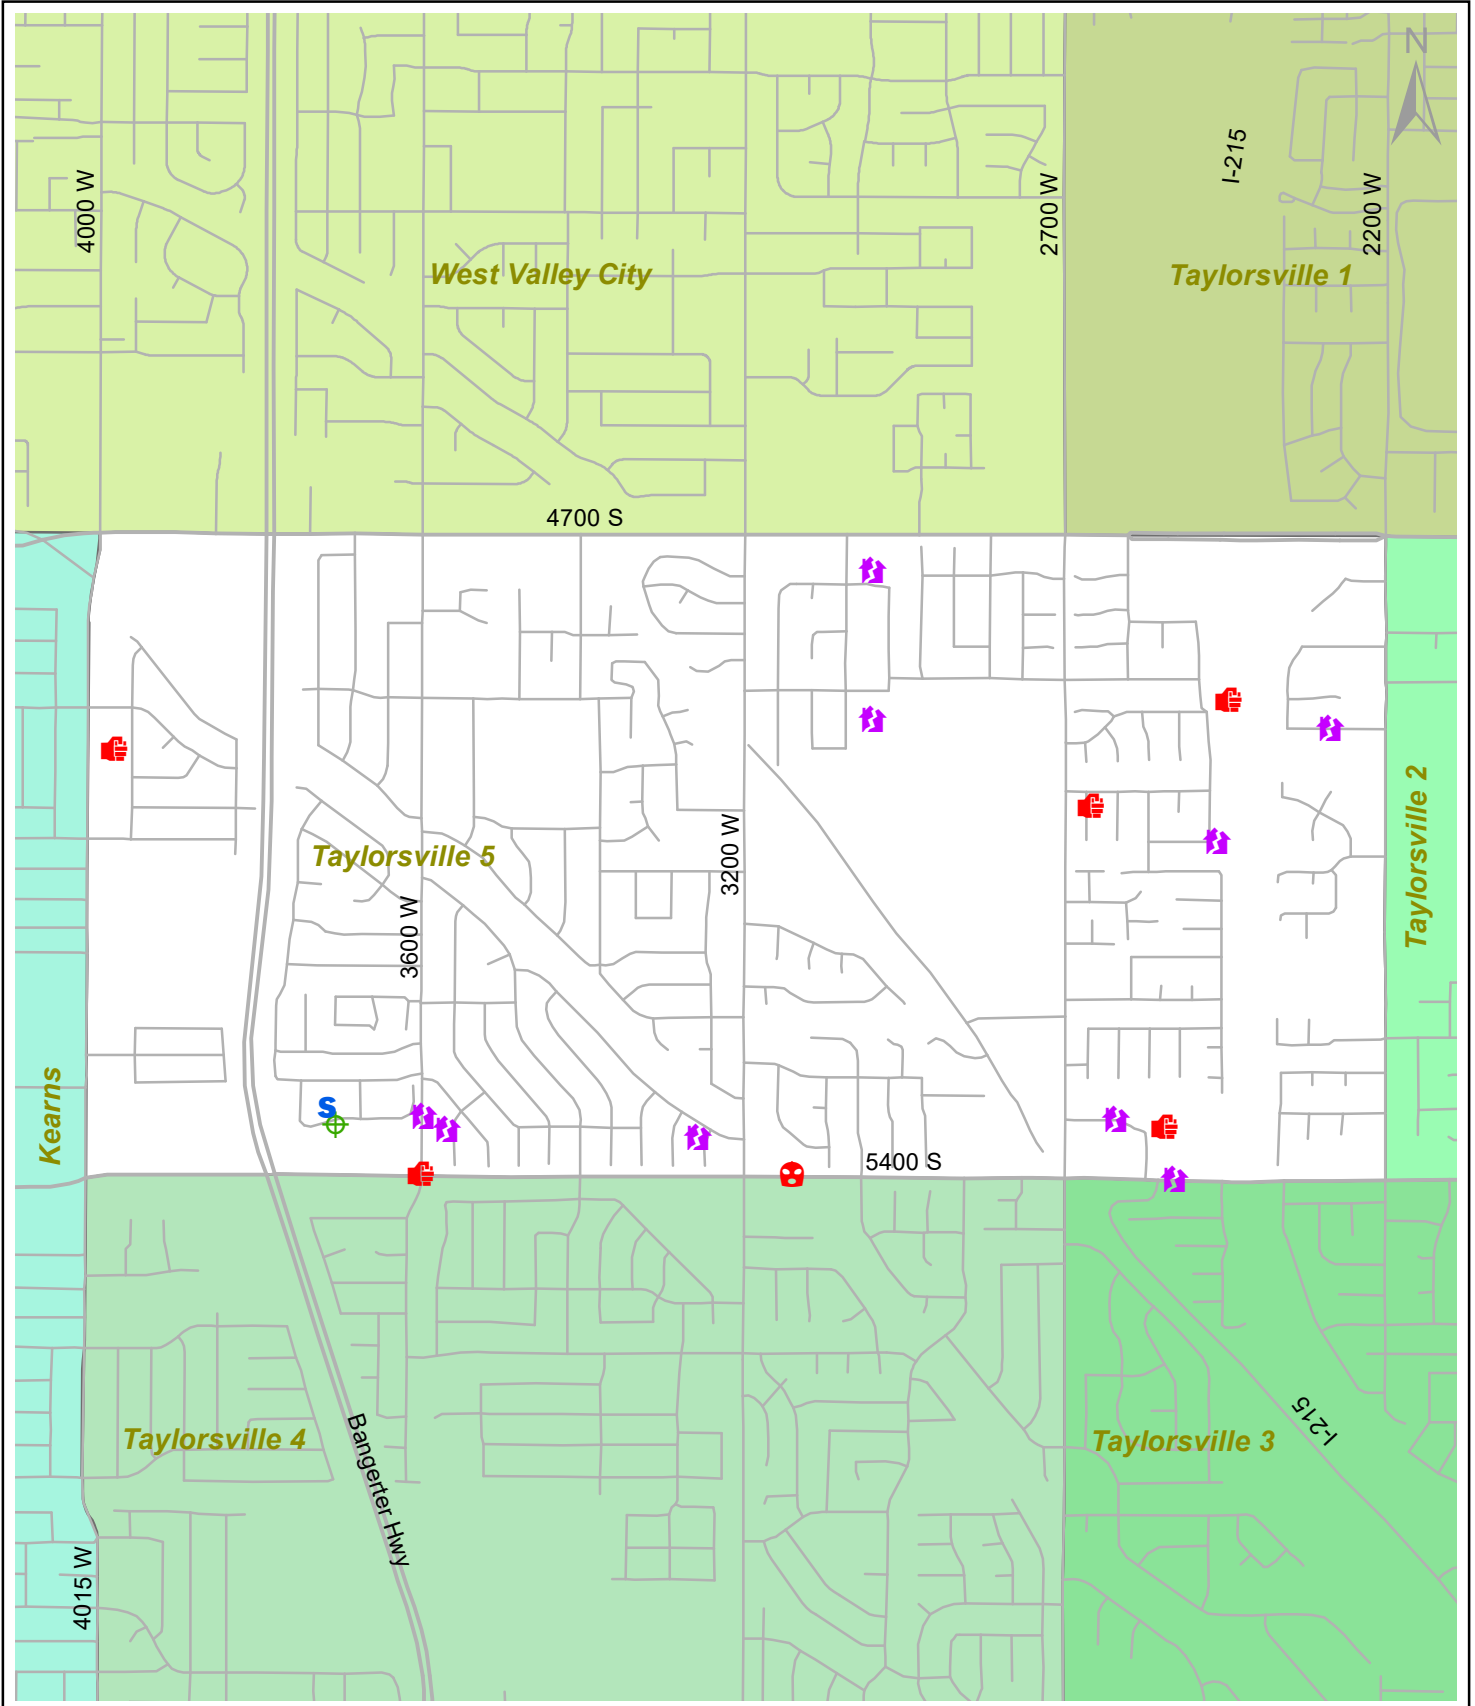 N
I-215
4000 W
2700 W
2200 W
West Valley City
Taylorsville 1
4700 S
Taylorsville 2
3200 W
Taylorsville 5
3600 W
Kearns
S
5400 S
Taylorsville 4
Bangerter Hwy
Taylorsville 3
I-215
4015 W